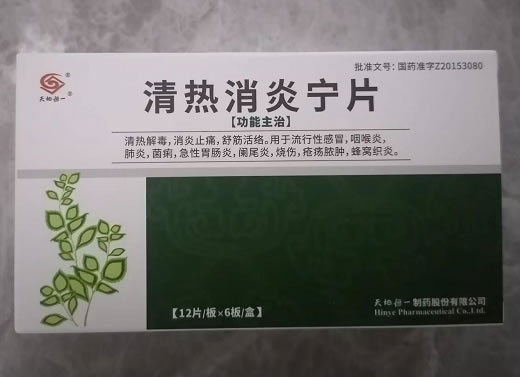 天地恒一
批准文号：国药准字Z20153080
清热消炎宁片
【功能主治】
清热解毒，消炎止痛，舒筋活络。用于流行性感冒，咽喉炎，
肺炎，菌痢，急性胃肠炎，阑尾炎，烧伤，疮疡脓肿，蜂窝织炎。
【12片/板×6板/盒】
天地恒一制药股份有限公司
Hinye Pharmaceutical Co.,Ltd.